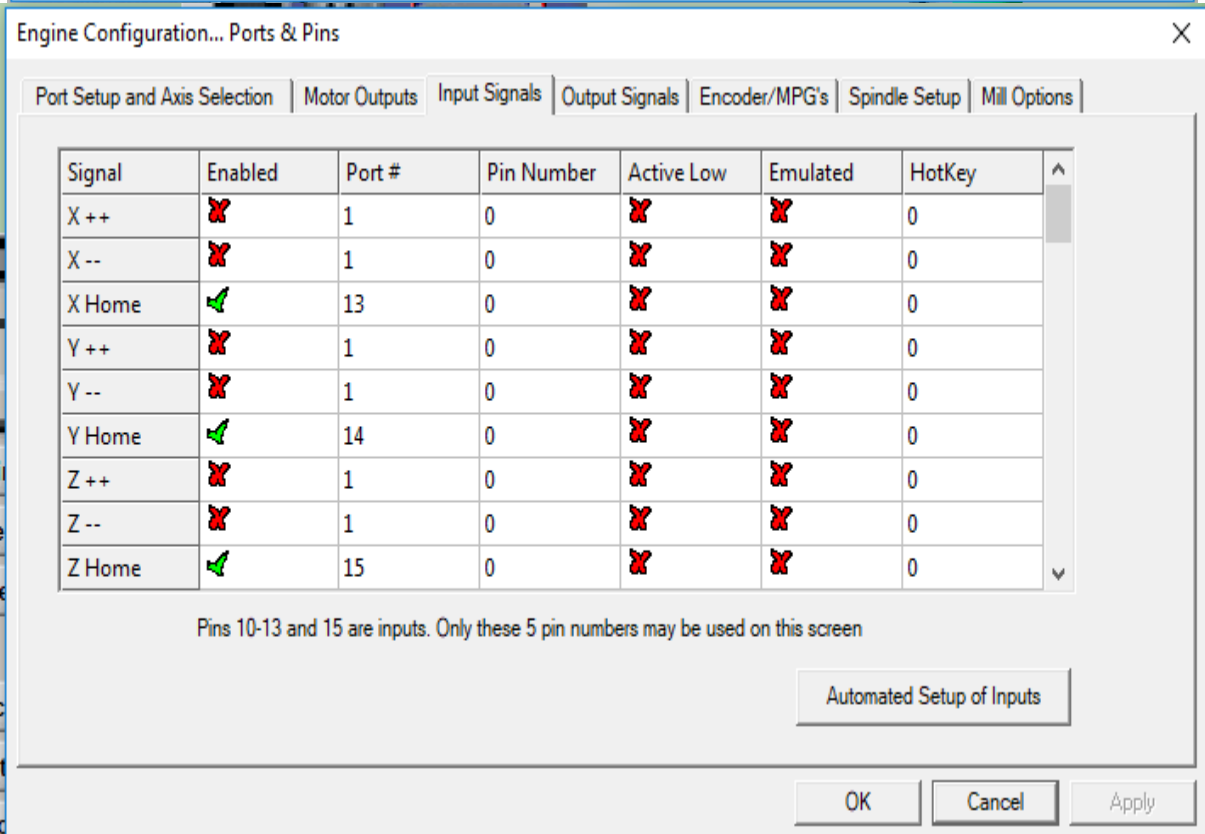 Engine Configuration... Ports & Pins
Port Setup and Axis Selection Motor Outputs Input Signals Output Signals Encoder/MPG's Spindle Setup Mill Options
Signal Enabled Port # Pin Number Active Low Emulated HotKey
X ++ 1 0 0
X -- 1 0 0
X Home 13 0 0
Y ++ 1 0 0
Y -- 1 0 0
Y Home 14 0 0
Z ++ 1 0 0
Z -- 1 0 0
Z Home 15 0 0
Pins 10-13 and 15 are inputs. Only these 5 pin numbers may be used on this screen
Automated Setup of Inputs
OK Cancel Apply